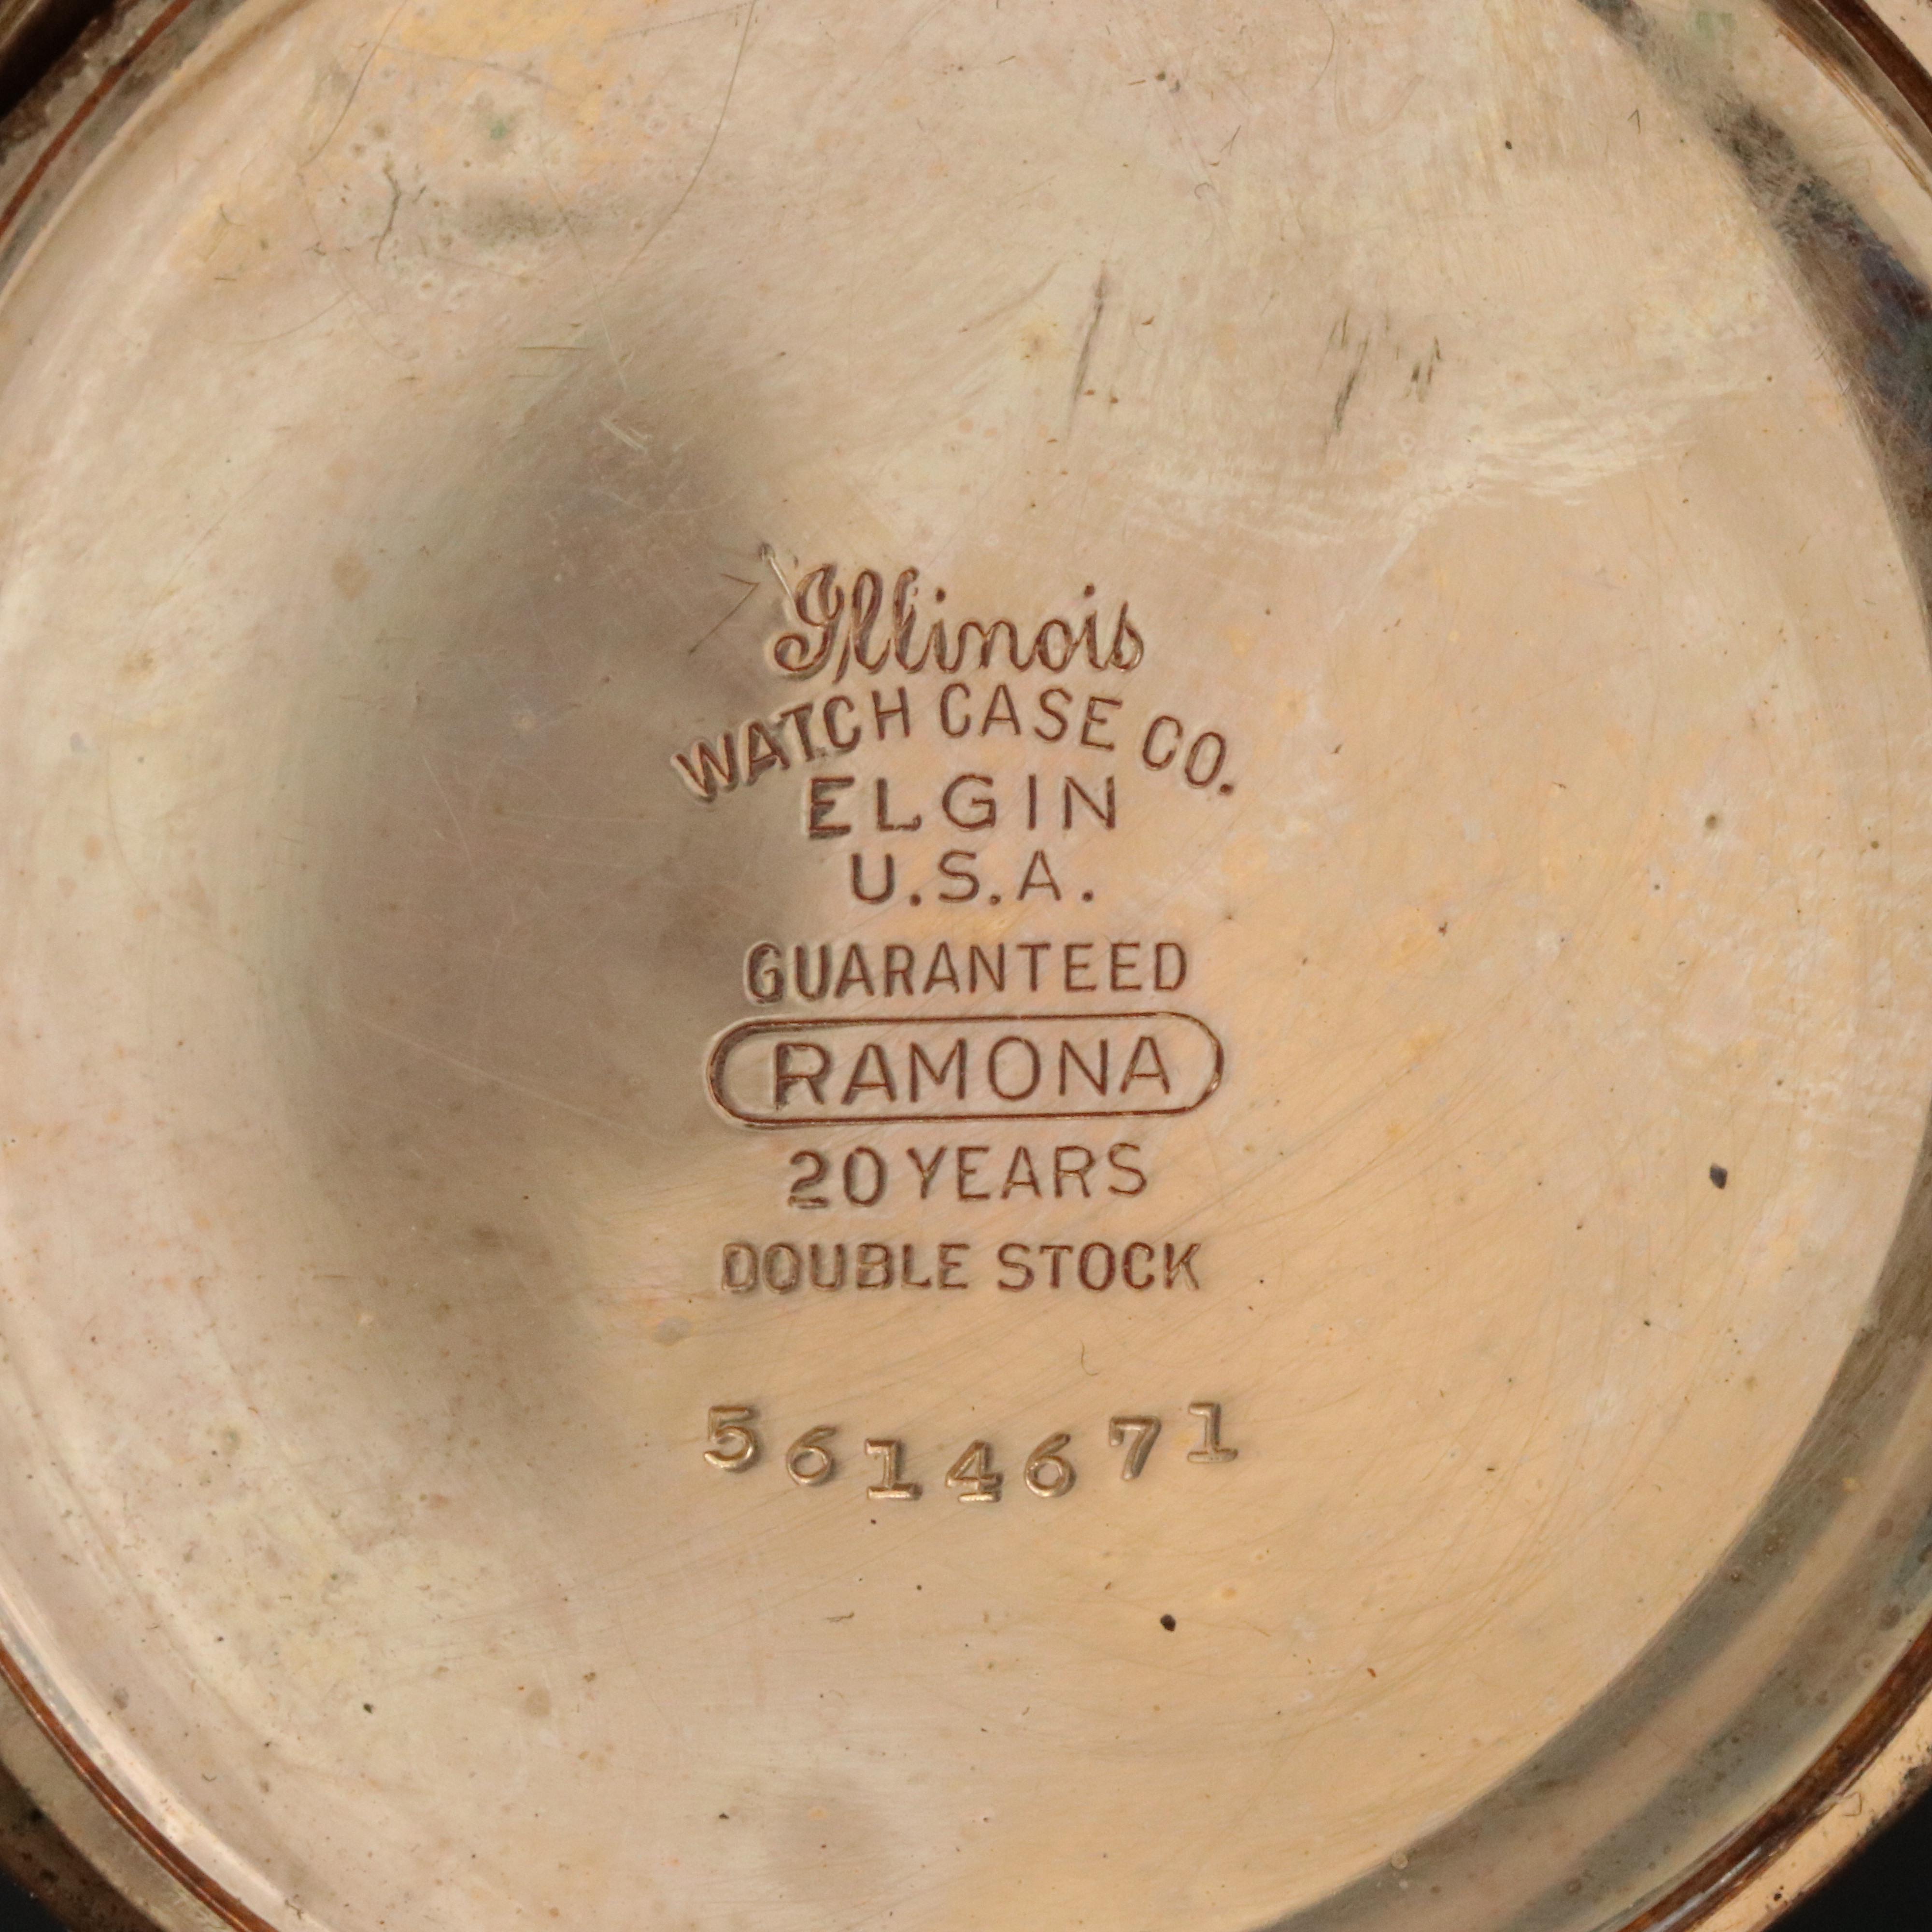 Illinois
WATCH CASE CO.
ELGIN
U.S.A.
GUARANTEED
RAMONA
20 YEARS
DOUBLE STOCK
5614671